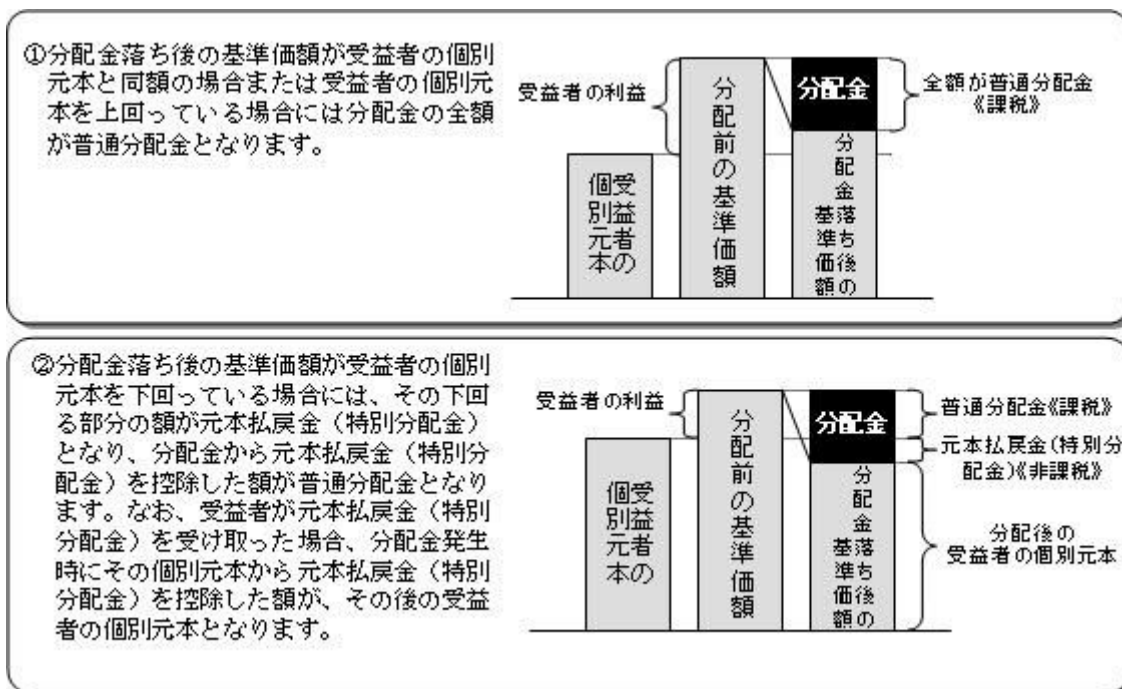 ①分配金落ち後の基準価額が受益者の個別
元本と同額の場合または受益者の個別元
本を上回っている場合には分配金の全額
が普通分配金となります。
受益者の利益
受益者の
個別元本
分配前の基準価額
分配金
分配金落ち後の
基準価額
全額が普通分配金
《課税》
②分配金落ち後の基準価額が受益者の個別
元本を下回っている場合には、その下回
る部分の額が元本払戻金（特別分配金）
となり、分配金から元本払戻金（特別分
配金）を控除した額が普通分配金となり
ます。なお、受益者が元本払戻金（特別
分配金）を受け取った場合、分配金発生
時にその個別元本から元本払戻金（特別
分配金）を控除した額が、その後の受益
者の個別元本となります。
受益者の利益
受益者の
個別元本
分配前の基準価額
分配金
分配金落ち後の
基準価額
普通分配金《課税》
元本払戻金(特別分
配金)《非課税》
分配後の
受益者の個別元本